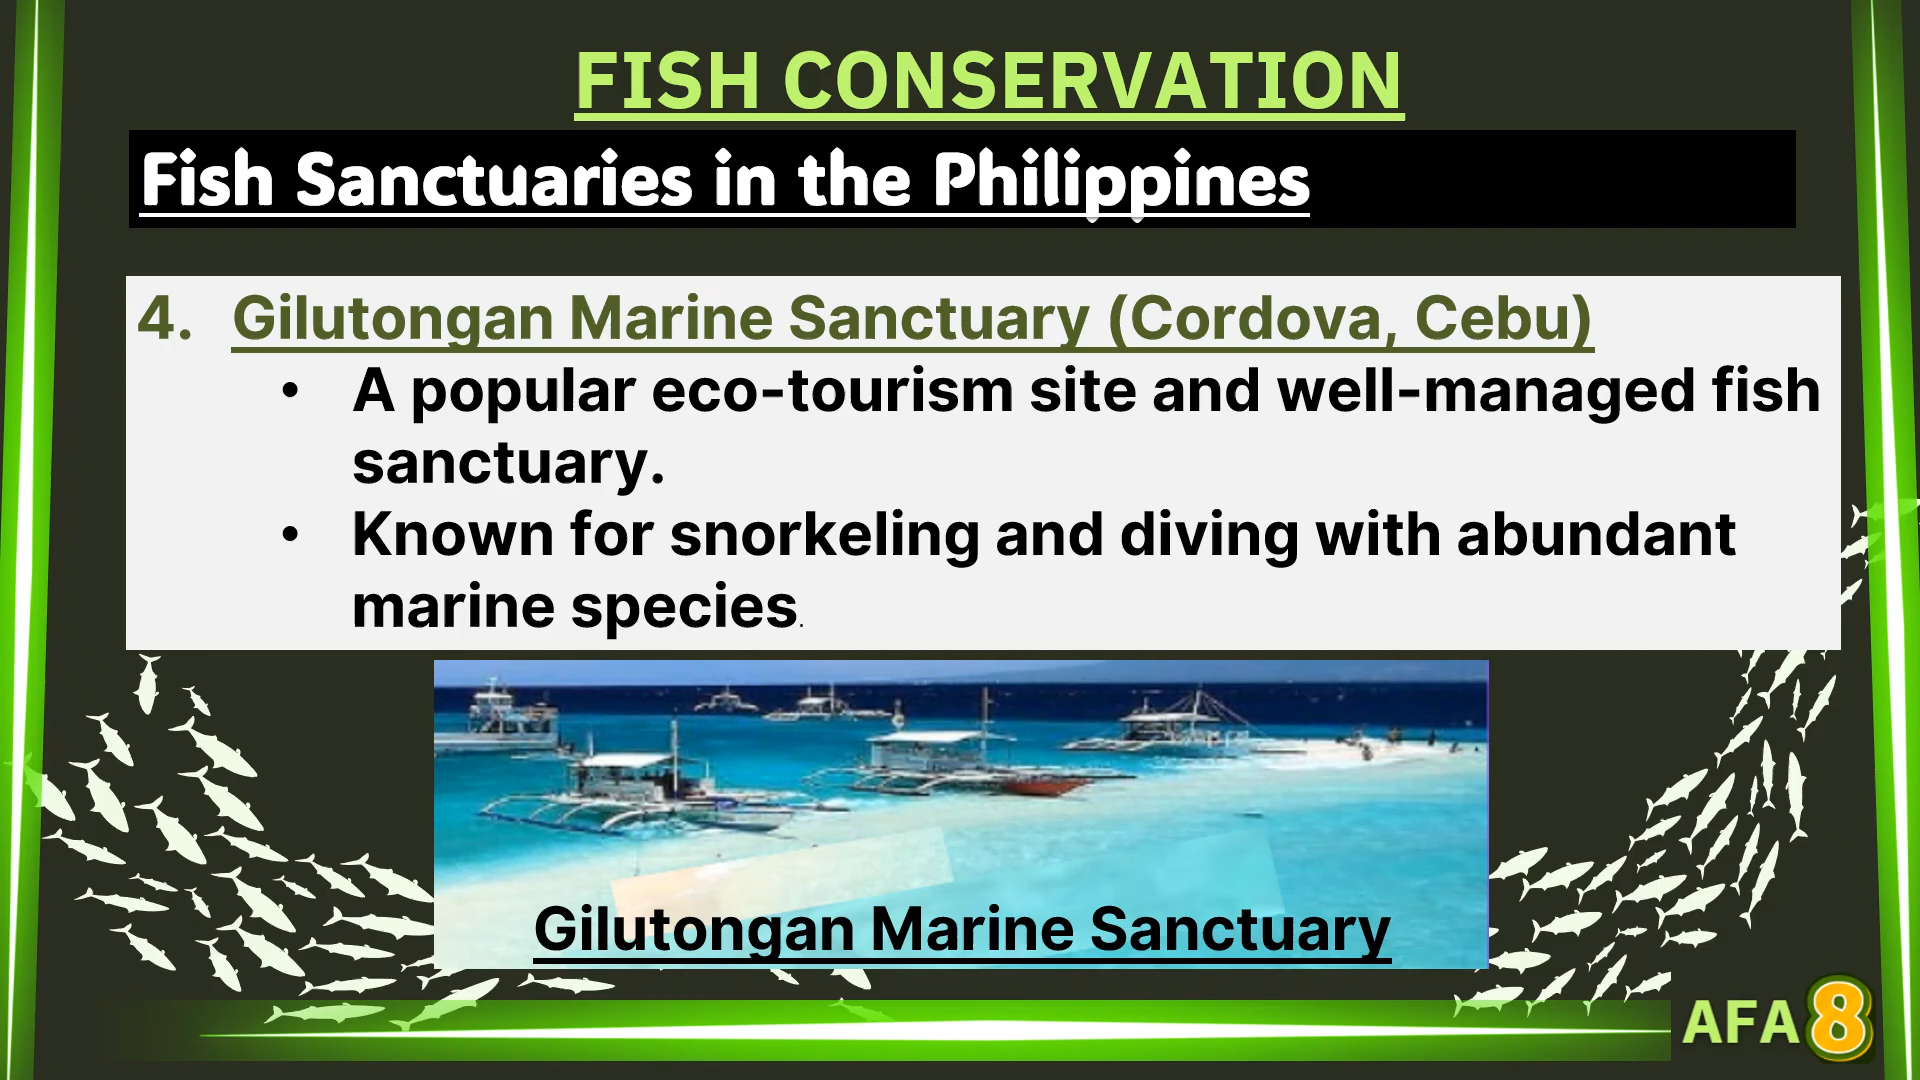 FISH CONSERVATION
Fish Sanctuaries in the Philippines
4. Gilutongan Marine Sanctuary (Cordova, Cebu)
• A popular eco-tourism site and well-managed fish
sanctuary.
• Known for snorkeling and diving with abundant
marine species.
Gilutongan Marine Sanctuary
AFA 8